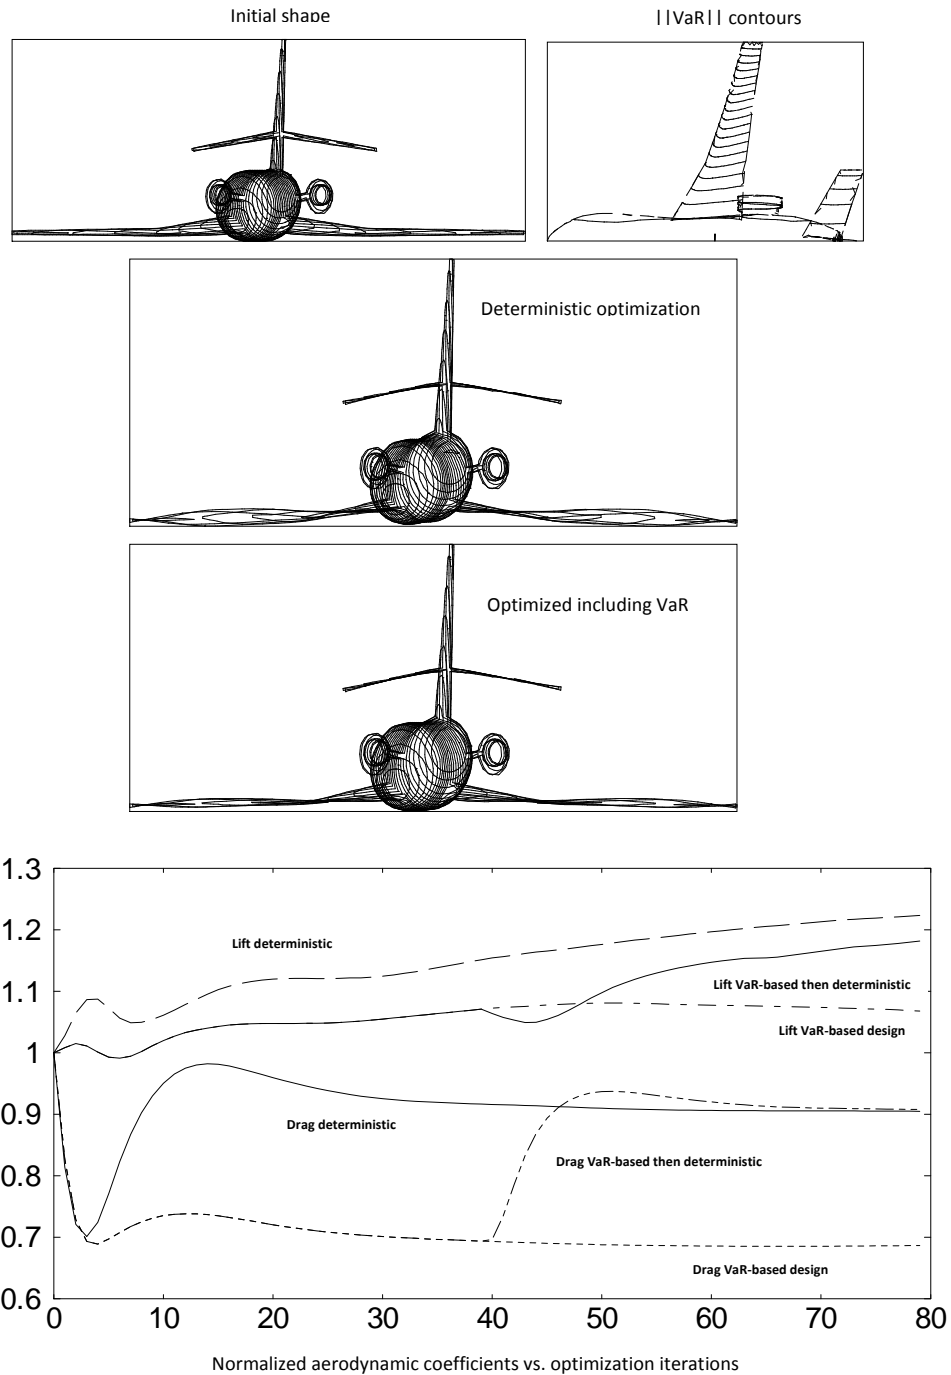 Initial shape
||VaR|| contours
Deterministic optimization
Optimized including VaR
1.3
1.2
1.1
1
0.9
0.8
0.7
0.6
Lift deterministic
Lift VaR-based then deterministic
Lift VaR-based design
Drag deterministic
Drag VaR-based then deterministic
Drag VaR-based design
0 10 20 30 40 50 60 70 80
Normalized aerodynamic coefficients vs. optimization iterations